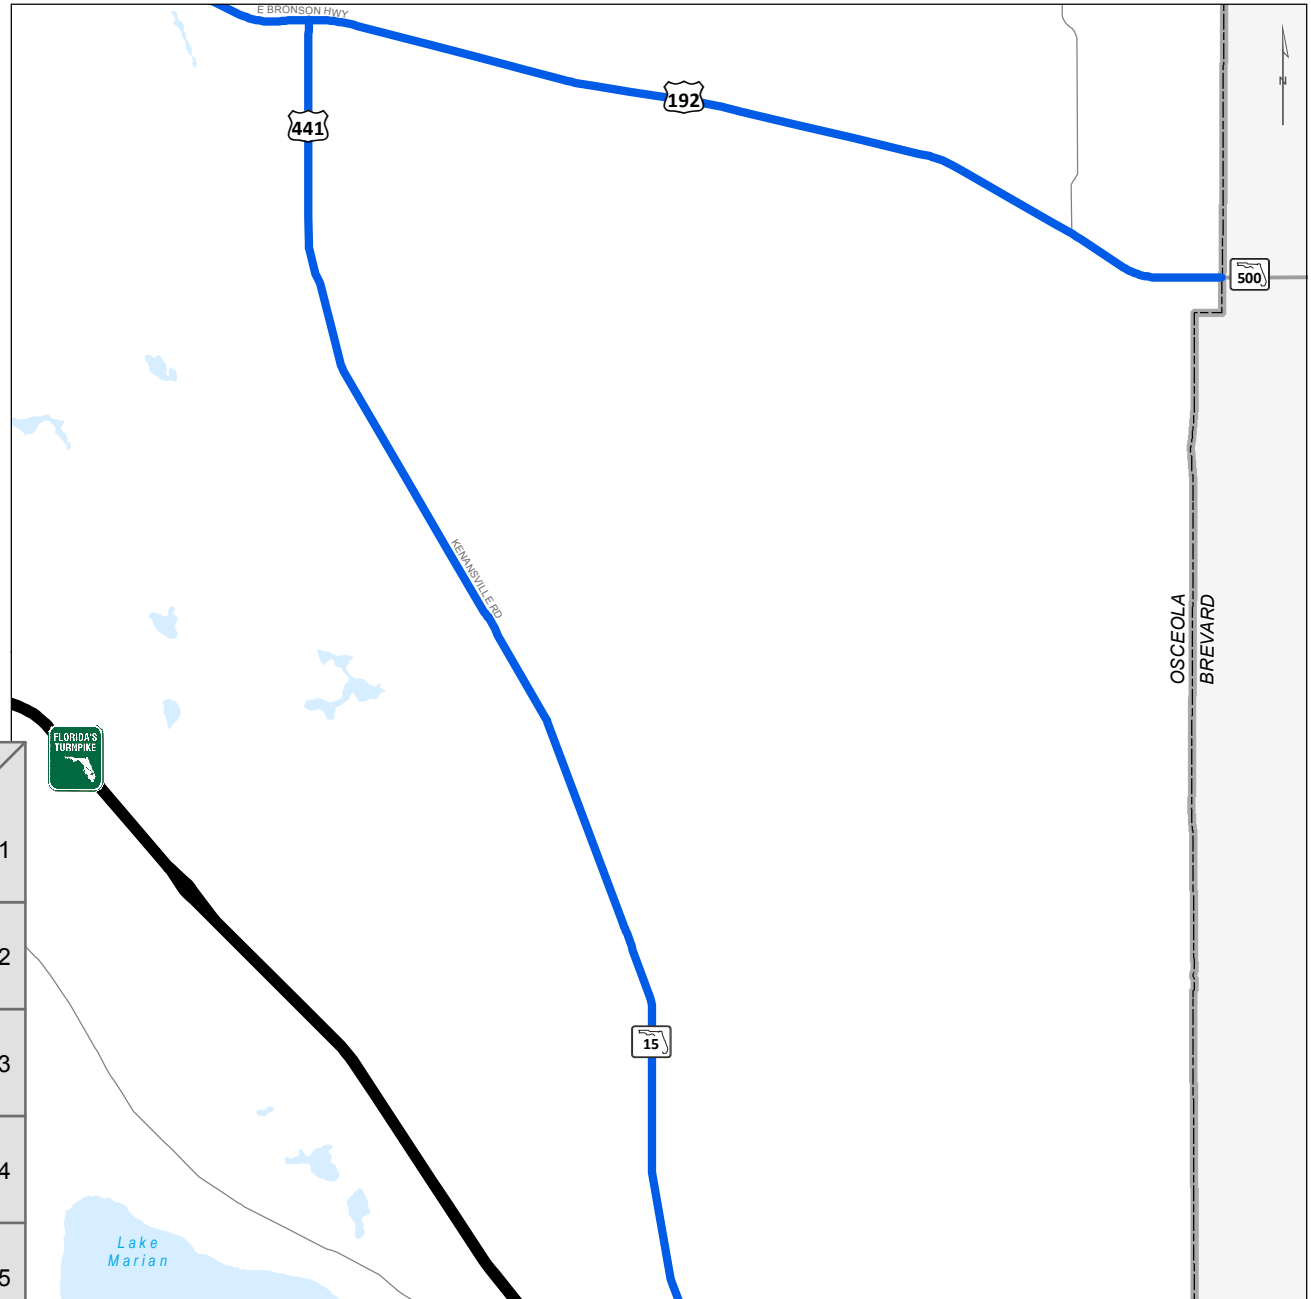 E BRONSON HWY
192
441
N
500
KENANSVILLE RD
OSCEOLA
BREVARD
FLORIDA'S
TURNPIKE
1
2
3
15
4
Lake
Marian
5